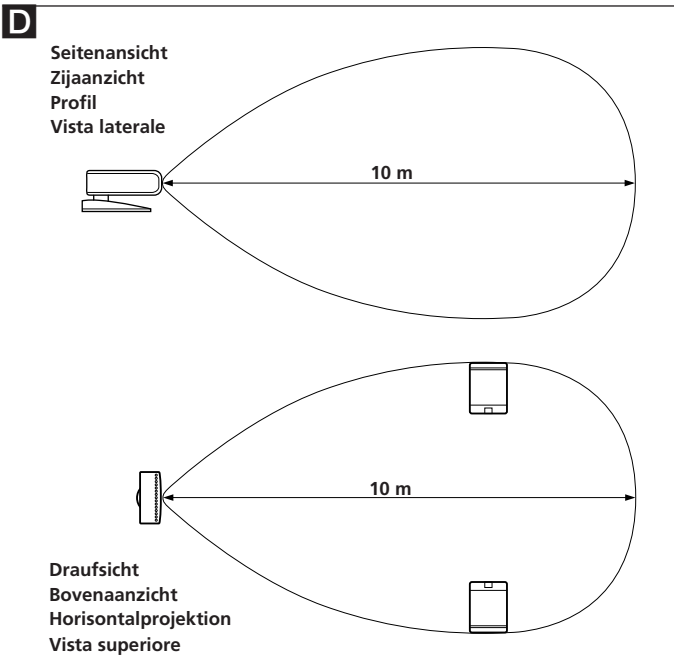 D
Seitenansicht
Zijaanzicht
Profil
Vista laterale
10 m
10 m
Draufsicht
Bovenaanzicht
Horisontalprojektion
Vista superiore